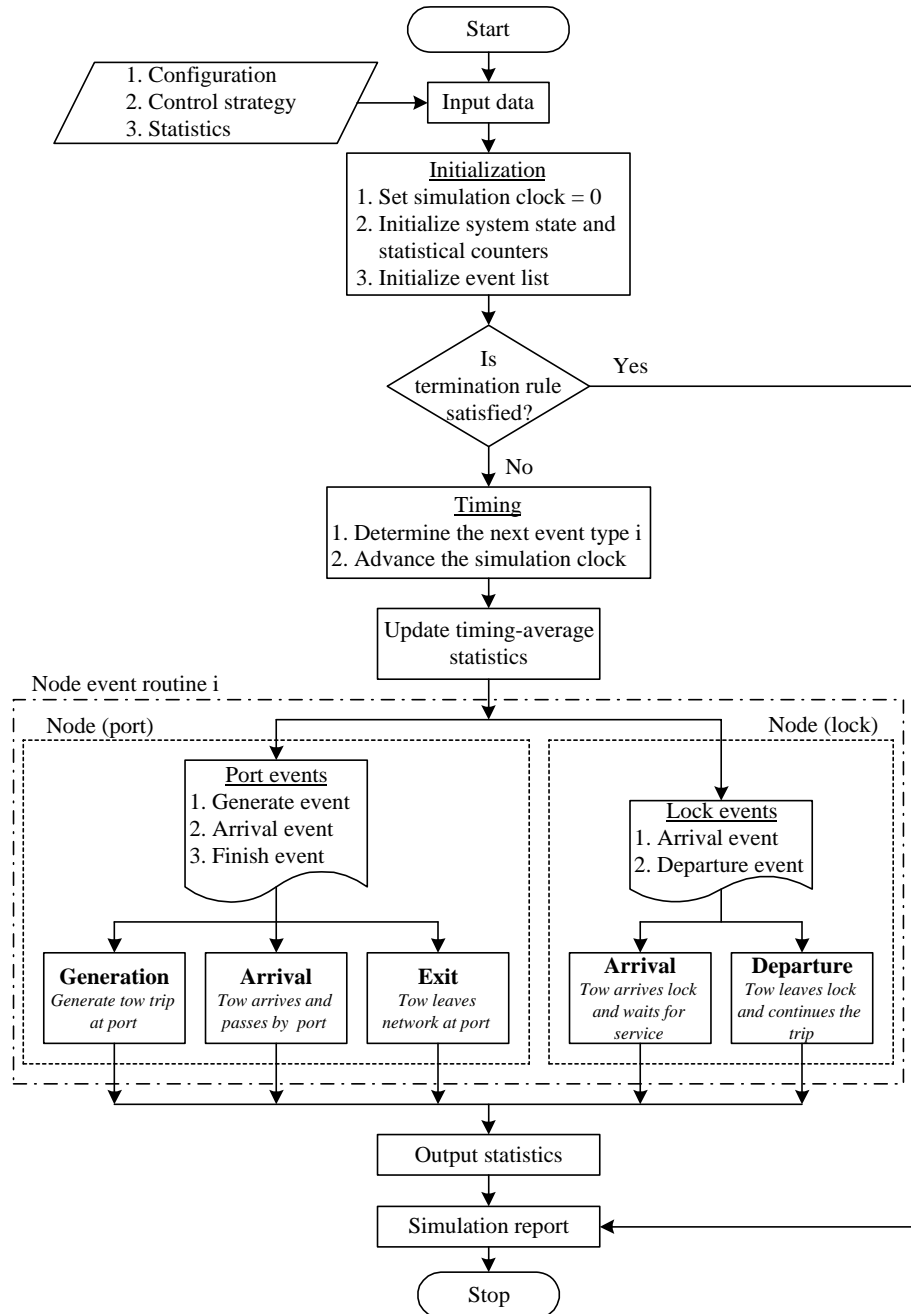 Start
1. Configuration
2. Control strategy
3. Statistics
Input data
Initialization
1. Set simulation clock = 0
2. Initialize system state and
statistical counters
3. Initialize event list
Is
termination rule
satisfied?
Yes
No
Timing
1. Determine the next event type i
2. Advance the simulation clock
Update timing-average
statistics
Node event routine i
Node (port)
Node (lock)
Port events
1. Generate event
2. Arrival event
3. Finish event
Lock events
1. Arrival event
2. Departure event
Generation
Generate tow trip
at port
Arrival
Tow arrives and
passes by port
Exit
Tow leaves
network at port
Arrival
Tow arrives lock
and waits for
service
Departure
Tow leaves lock
and continues the
trip
Output statistics
Simulation report
Stop